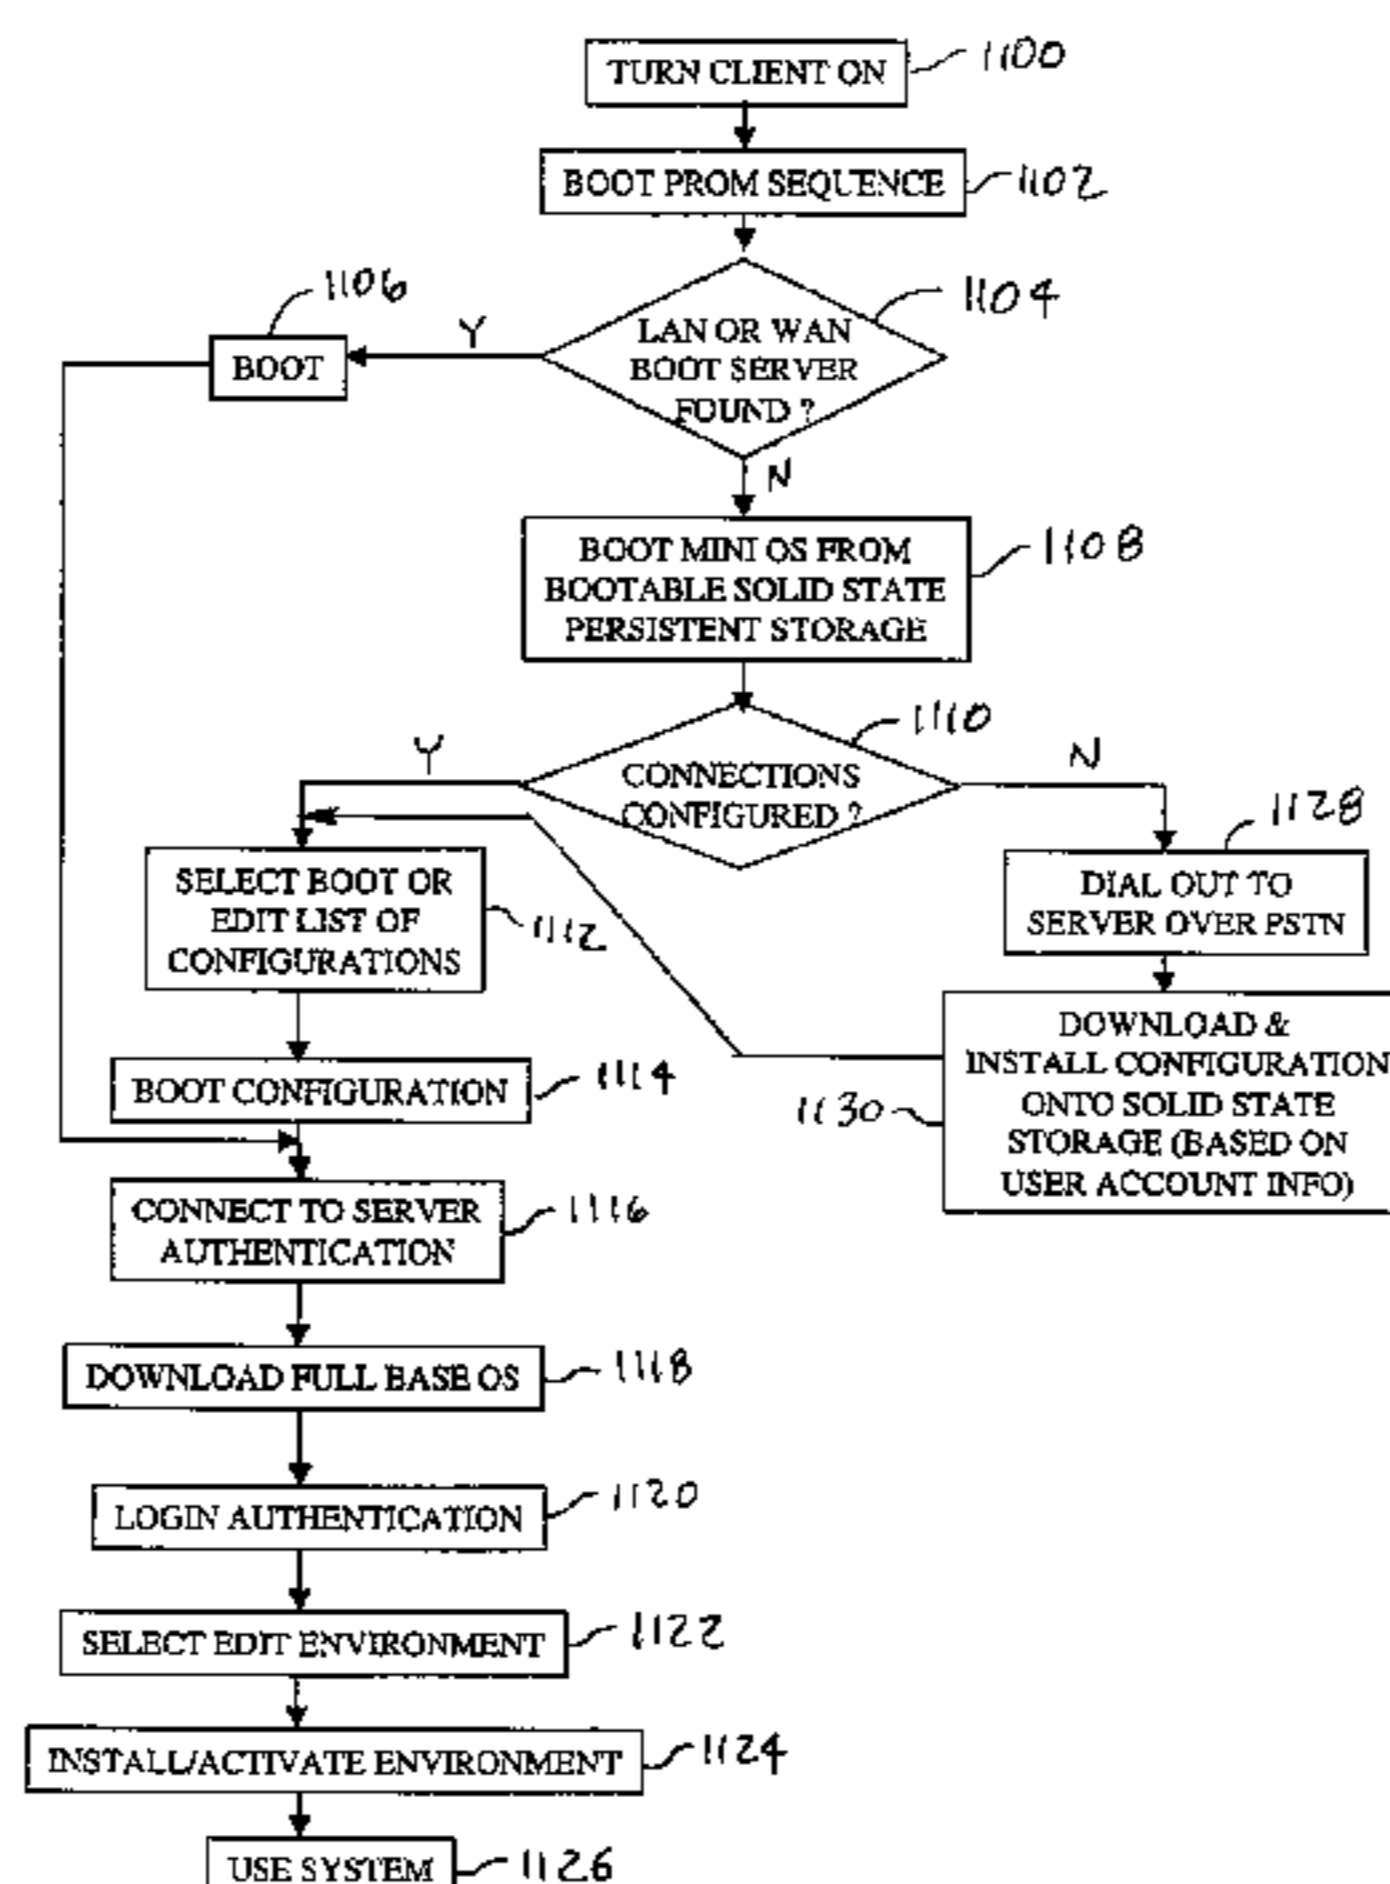 TURN CLIENT ON
1100
BOOT PROM SEQUENCE
1102
1106
1104
Y
LAN OR WAN
BOOT SERVER
FOUND ?
BOOT
N
BOOT MINI OS FROM
BOOTABLE SOLID STATE
PERSISTENT STORAGE
1108
1110
Y
N
CONNECTIONS
CONFIGURED ?
1128
SELECT BOOT OR
EDIT LIST OF
CONFIGURATIONS
1112
DIAL OUT TO
SERVER OVER PSTN
DOWNLOAD &
INSTALL CONFIGURATION
ONTO SOLID STATE
STORAGE (BASED ON
USER ACCOUNT INFO)
1130
BOOT CONFIGURATION
1114
CONNECT TO SERVER
AUTHENTICATION
1116
DOWNLOAD FULL BASE OS
1118
LOGIN AUTHENTICATION
1120
SELECT EDIT ENVIRONMENT
1122
INSTALL/ACTIVATE ENVIRONMENT
1124
USE SYSTEM
1126